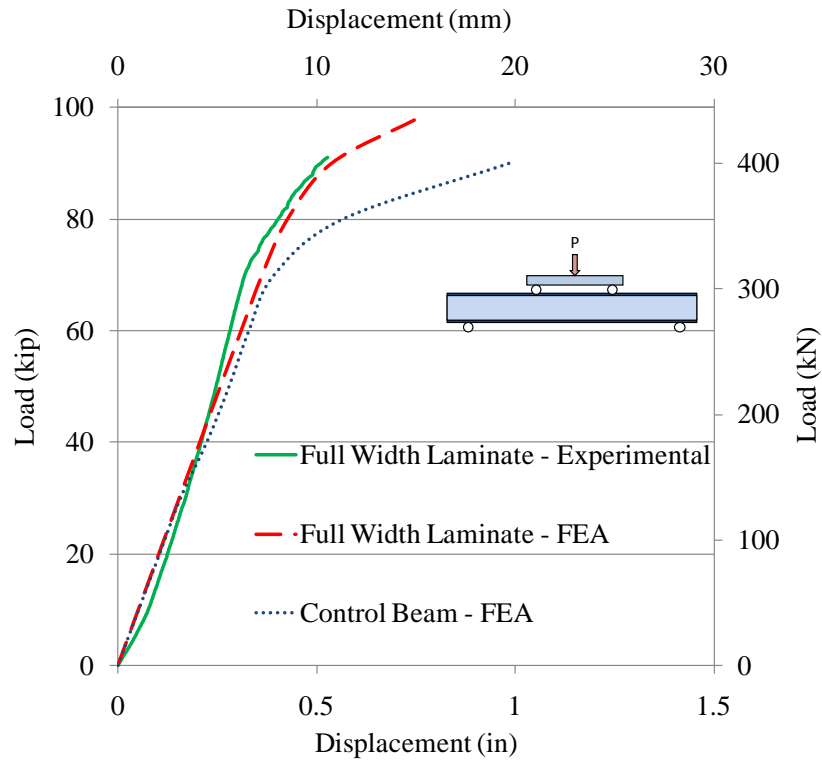 Displacement (mm)
0 10 20 30
100
80
60
40
20
0
Load (kip)
400
300
200
100
0
Load (kN)
P
Full Width Laminate - Experimental
Full Width Laminate - FEA
Control Beam - FEA
0 0.5 1 1.5
Displacement (in)